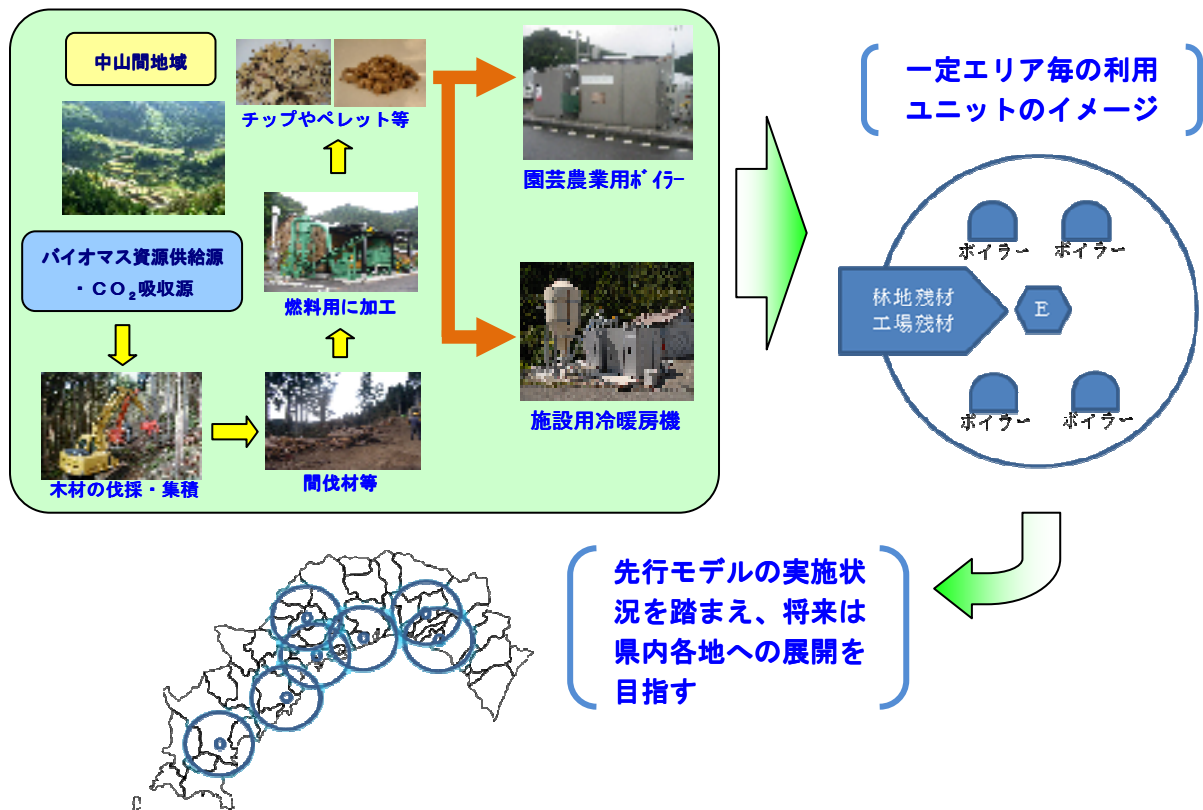 中山間地域
チップやペレット等
園芸農業用ﾎﾞｲﾗｰ
バイオマス資源供給源
・ＣＯ₂吸収源
燃料用に加工
木材の伐採・集積
間伐材等
施設用冷暖房機
一定エリア毎の利用
ユニットのイメージ
ボイラー
ボイラー
林地残材
工場残材
E
ボイラー
ボイラー
先行モデルの実施状
況を踏まえ、将来は
県内各地への展開を
目指す